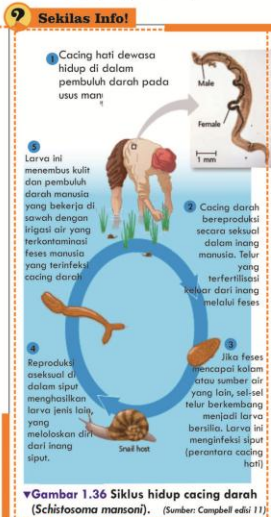 ? Sekilas Info!
1 Cacing hati dewasa
hidup di dalam
pembuluh darah pada
usus
Male
Female
1 mm
5
Larva ini
menembus kulit
dan pembuluh
darah manusia
yang bekerja di
sawah dengan
irigasi air yang
terkontaminasi
feses manusia
yang terinfeksi
cacing darah
2 Cacing darah
bereproduksi
secara seksual
dalam inang
manusia. Telur
yang
terfertilisasi
keluar dari inang
melalui feses
3
Jika feses
mencapai kolam
atau sumber air
yang lain, sel-sel
telur berkembang
menjadi larva
bersilia. Larva ini
menginfeksi siput
(perantara cacing
hati)
4
Reproduksi
aseksual di
dalam siput
menghasilkan
larva jenis lain,
yang
meloloskan diri
dari inang
siput.
Snail host
▼Gambar 1.36 Siklus hidup cacing darah
(Schistosoma mansoni). (Sumber: Campbell edisi 11)